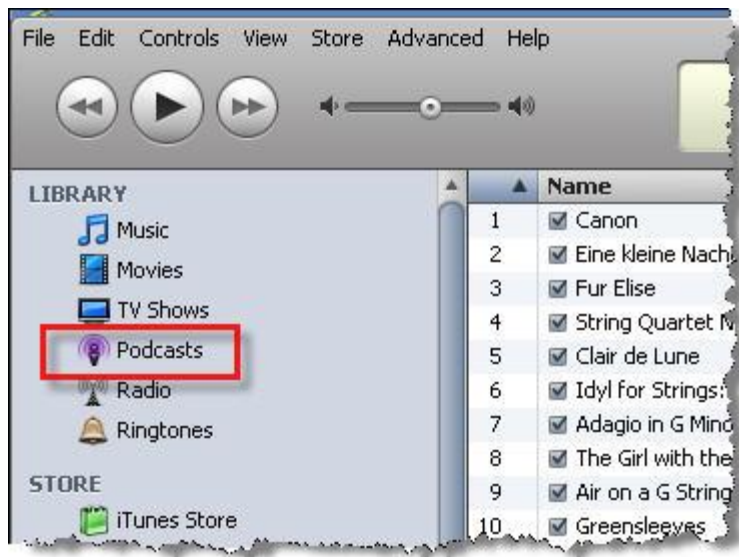 File Edit Controls View Store Advanced Help
LIBRARY
Music
Movies
TV Shows
Podcasts
Radio
Ringtones
STORE
iTunes Store
Name
1 Canon
2 Eine kleine Nach
3 Fur Elise
4 String Quartet N
5 Clair de Lune
6 Idyl for Strings:
7 Adagio in G Mino
8 The Girl with the
9 Air on a G String
10 Greensleeves